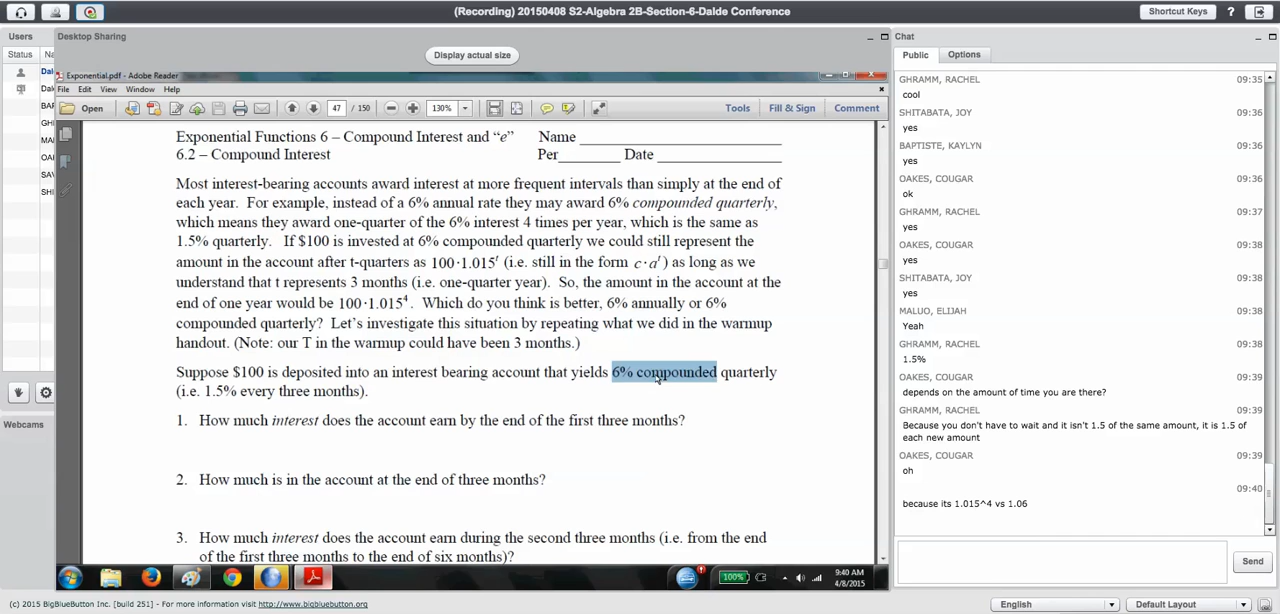 (Recording) 20150408 S2-Algebra 2B-Section-6-Dalde Conference
Shortcut Keys
?
Users
Status
Desktop Sharing
Display actual size
Exponential.pdf - Adobe Reader
File Edit View Window Help
Open
47 / 150
130%
Tools
Fill & Sign
Comment
Exponential Functions 6 – Compound Interest and “e” Name
6.2 – Compound Interest Per Date
Most interest-bearing accounts award interest at more frequent intervals than simply at the end of
each year. For example, instead of a 6% annual rate they may award 6% compounded quarterly,
which means they award one-quarter of the 6% interest 4 times per year, which is the same as
1.5% quarterly. If $100 is invested at 6% compounded quarterly we could still represent the
amount in the account after t-quarters as 100·1.015^t (i.e. still in the form c·a^t) as long as we
understand that t represents 3 months (i.e. one-quarter year). So, the amount in the account at the
end of one year would be 100·1.015^4. Which do you think is better, 6% annually or 6%
compounded quarterly? Let’s investigate this situation by repeating what we did in the warmup
handout. (Note: our T in the warmup could have been 3 months.)
Suppose $100 is deposited into an interest bearing account that yields 6% compounded quarterly
(i.e. 1.5% every three months).
1. How much interest does the account earn by the end of the first three months?
2. How much is in the account at the end of three months?
3. How much interest does the account earn during the second three months (i.e. from the end
of the first three months to the end of six months)?
100%
9:40 AM
4/8/2015
Webcams
Chat
Public Options
GHRAMM, RACHEL 09:35
cool
SHITABATA, JOY 09:36
yes
BAPTISTE, KAYLYN 09:36
yes
OAKES, COUGAR 09:36
ok
GHRAMM, RACHEL 09:37
yes
OAKES, COUGAR 09:38
yes
SHITABATA, JOY 09:38
yes
MALUO, ELIJAH 09:38
Yeah
GHRAMM, RACHEL 09:38
1.5%
OAKES, COUGAR 09:39
depends on the amount of time you are there?
GHRAMM, RACHEL 09:39
Because you don't have to wait and it isn't 1.5 of the same amount, it is 1.5 of
each new amount
OAKES, COUGAR 09:39
oh
09:40
because its 1.015^4 vs 1.06
Send
(c) 2015 BigBlueButton Inc. [build 251] - For more information visit http://www.bigbluebutton.org
English
Default Layout